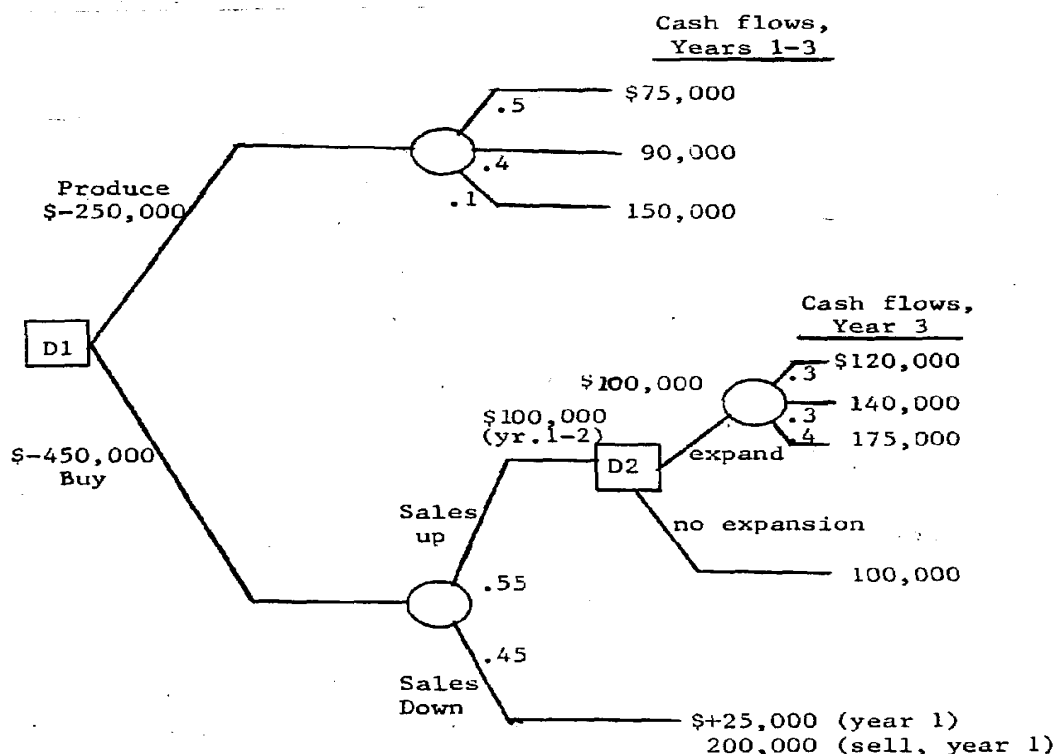 Cash flows,
Years 1-3
$75,000
.5
90,000
.4
.1
150,000
Produce
$-250,000
D1
$-450,000
Buy
Cash flows,
Year 3
$120,000
.3
$100,000
140,000
.3
$100,000
(yr.1-2)
.4
175,000
D2
expand
Sales
up
no expansion
100,000
.55
.45
Sales
Down
$+25,000 (year 1)
200,000 (sell, year 1)